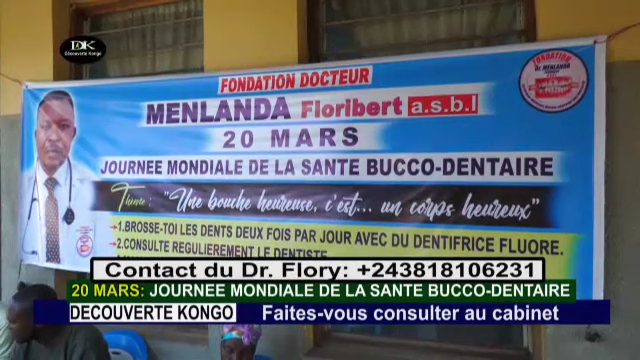 DK
Découverte Kongo
FONDATION DOCTEUR
MENLANDA Floribert a.s.b.l
20 MARS
JOURNEE MONDIALE DE LA SANTE BUCCO-DENTAIRE
Thème : "Une bouche heureuse, c'est... un corps heureux"
1.BROSSE-TOI LES DENTS DEUX FOIS PAR JOUR AVEC DU DENTIFRICE FLUORE.
2.CONSULTE REGULIEREMENT LE DENTISTE
FONDATION
Dr. MENLANDA
Contact du Dr. Flory: +243818106231
20 MARS: JOURNEE MONDIALE DE LA SANTE BUCCO-DENTAIRE
DECOUVERTE KONGO Faites-vous consulter au cabinet